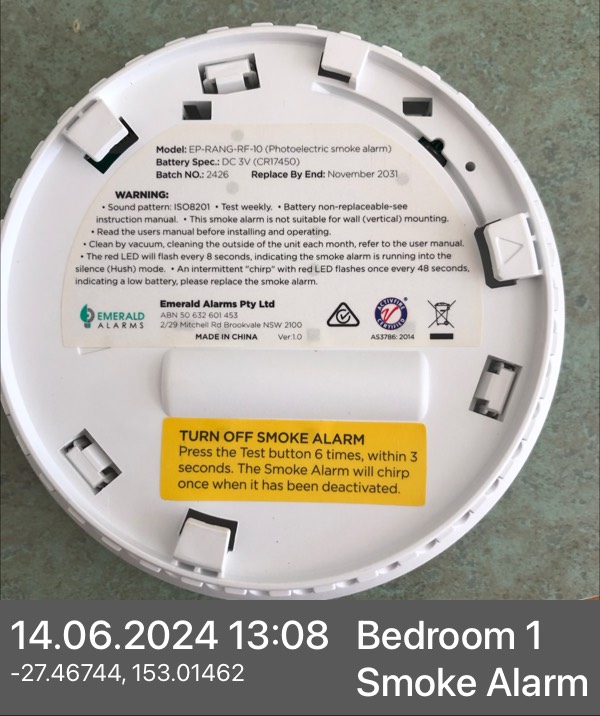 Model: EP-RANG-RF-10 (Photoelectric smoke alarm)
Battery Spec.: DC 3V (CR17450)
Batch NO.: 2426 Replace By End: November 2031
WARNING:
• Sound pattern: ISO8201 • Test weekly. • Battery non-replaceable-see
instruction manual. • This smoke alarm is not suitable for wall (vertical) mounting.
• Read the users manual before installing and operating.
• Clean by vacuum, cleaning the outside of the unit each month, refer to the user manual.
• The red LED will flash every 8 seconds, indicating the smoke alarm is running into the
silence (Hush) mode. • An intermittent "chirp" with red LED flashes once every 48 seconds,
indicating a low battery, please replace the smoke alarm.
EMERALD
ALARMS
Emerald Alarms Pty Ltd
ABN 50 632 601 453
2/29 Mitchell Rd Brookvale NSW 2100
MADE IN CHINA Ver:1.0
ACTIVFIRE
CERTIFIED
AS3786: 2014
TURN OFF SMOKE ALARM
Press the Test button 6 times, within 3
seconds. The Smoke Alarm will chirp
once when it has been deactivated.
14.06.2024 13:08
-27.46744, 153.01462
Bedroom 1
Smoke Alarm